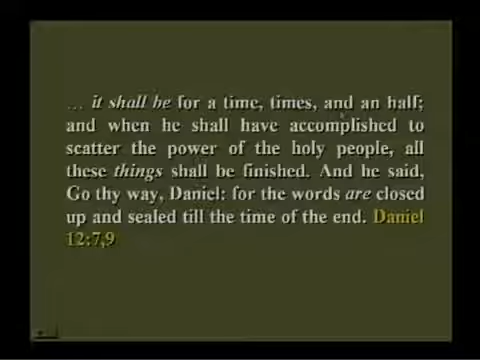 ... it shall be for a time, times, and an half;
and when he shall have accomplished to
scatter the power of the holy people, all
these things shall be finished. And he said,
Go thy way, Daniel: for the words are closed
up and sealed till the time of the end. Daniel
12:7,9